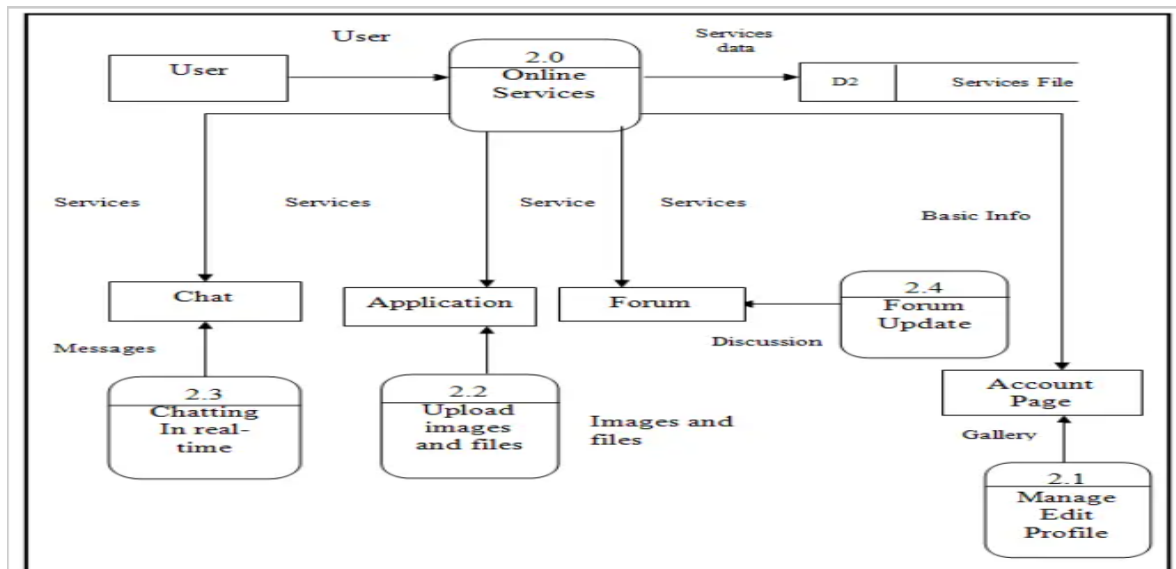 User
Services
data
User
2.0
Online
Services
D2
Services File
Services
Services
Service
Services
Basic Info
Chat
Application
Forum
2.4
Forum
Update
Messages
Discussion
2.3
Chatting
In real-
time
2.2
Upload
images
and files
Images and
files
Account
Page
Gallery
2.1
Manage
Edit
Profile